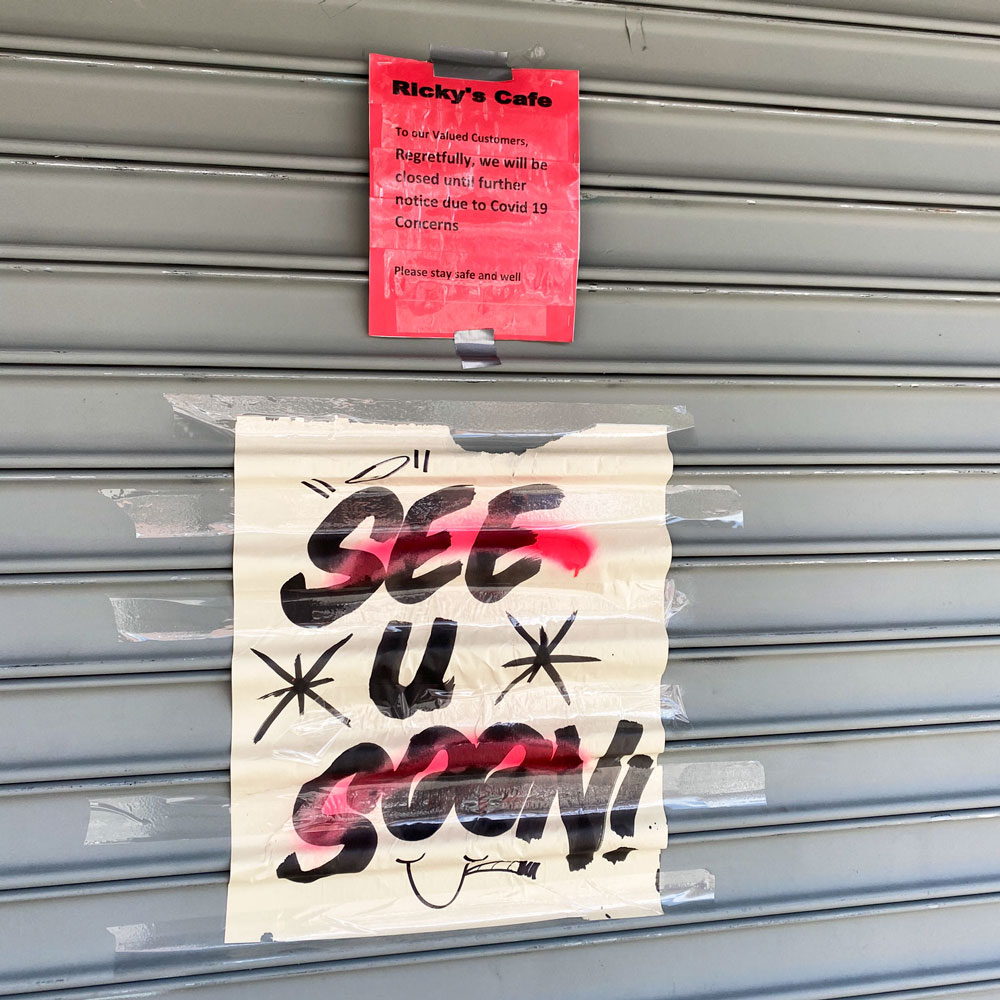 RIcky's Cafe
To our Valued Customers,
Regretfully, we will be
closed until further
notice due to Covid 19
Concerns
Please stay safe and well
SEE
U
SOON!